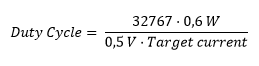 Duty Cycle = 32767 · 0,6 W / 0,5 V · Target current